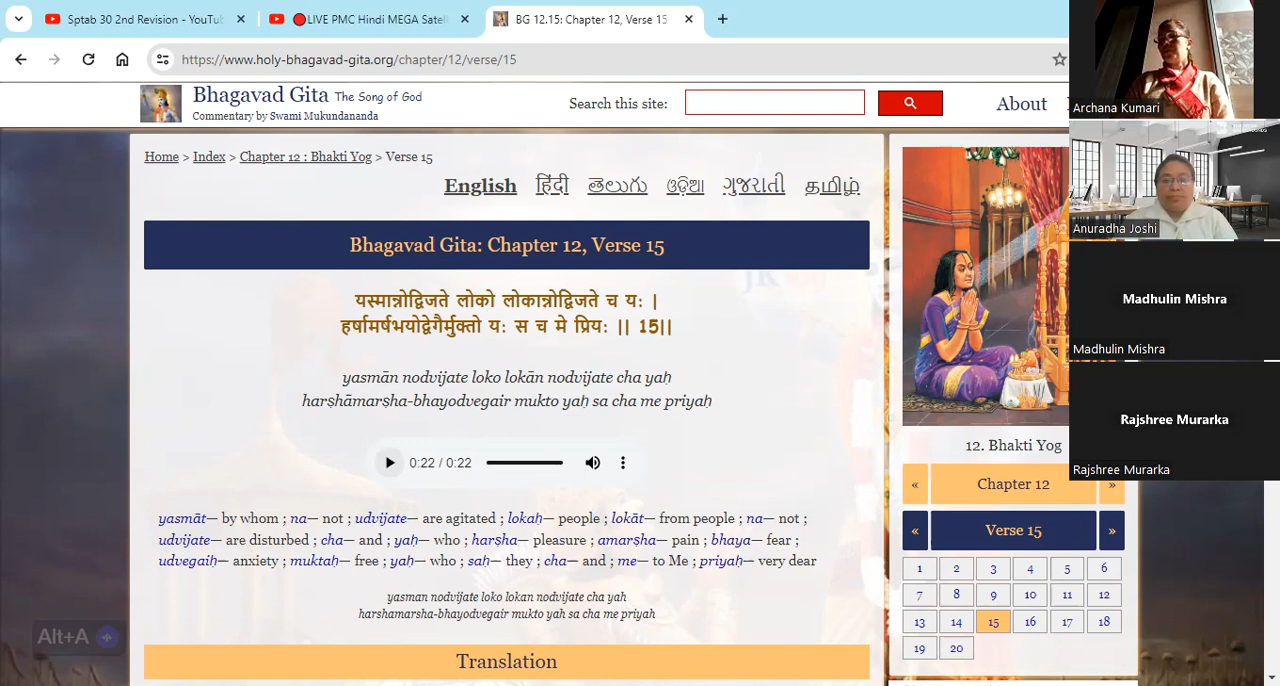 Sptab 30 2nd Revision - YouTu
LIVE PMC Hindi MEGA Satel
BG 12.15: Chapter 12, Verse 15
https://www.holy-bhagavad-gita.org/chapter/12/verse/15
Bhagavad Gita The Song of God
Commentary by Swami Mukundananda
Search this site:
About
Home > Index > Chapter 12 : Bhakti Yog > Verse 15
English हिंदी తెలుగు ଓଡ଼ିଆ ગુજરાતી தமிழ்
Bhagavad Gita: Chapter 12, Verse 15
यस्मान्नोद्विजते लोको लोकान्नोद्विजते च य: |
हर्षामर्षभयोद्वेगैर्मुक्तो य: स च मे प्रिय: || 15||
yasmān nodvijate loko lokān nodvijate cha yaḥ
harṣhāmarṣha-bhayodvegair mukto yaḥ sa cha me priyaḥ
0:22 / 0:22
yasmāt— by whom ; na— not ; udvijate— are agitated ; lokaḥ— people ; lokāt— from people ; na— not ;
udvijate— are disturbed ; cha— and ; yaḥ— who ; harṣha— pleasure ; amarṣha— pain ; bhaya— fear ;
udvegaiḥ— anxiety ; muktaḥ— free ; yaḥ— who ; saḥ— they ; cha— and ; me— to Me ; priyaḥ— very dear
yasman nodvijate loko lokan nodvijate cha yah
harshamarsha-bhayodvegair mukto yah sa cha me priyah
Translation
Alt+A
12. Bhakti Yog
« Chapter 12 »
« Verse 15 »
1 2 3 4 5 6
7 8 9 10 11 12
13 14 15 16 17 18
19 20
Archana Kumari
Anuradha Joshi
Madhulin Mishra
Madhulin Mishra
Rajshree Murarka
Rajshree Murarka